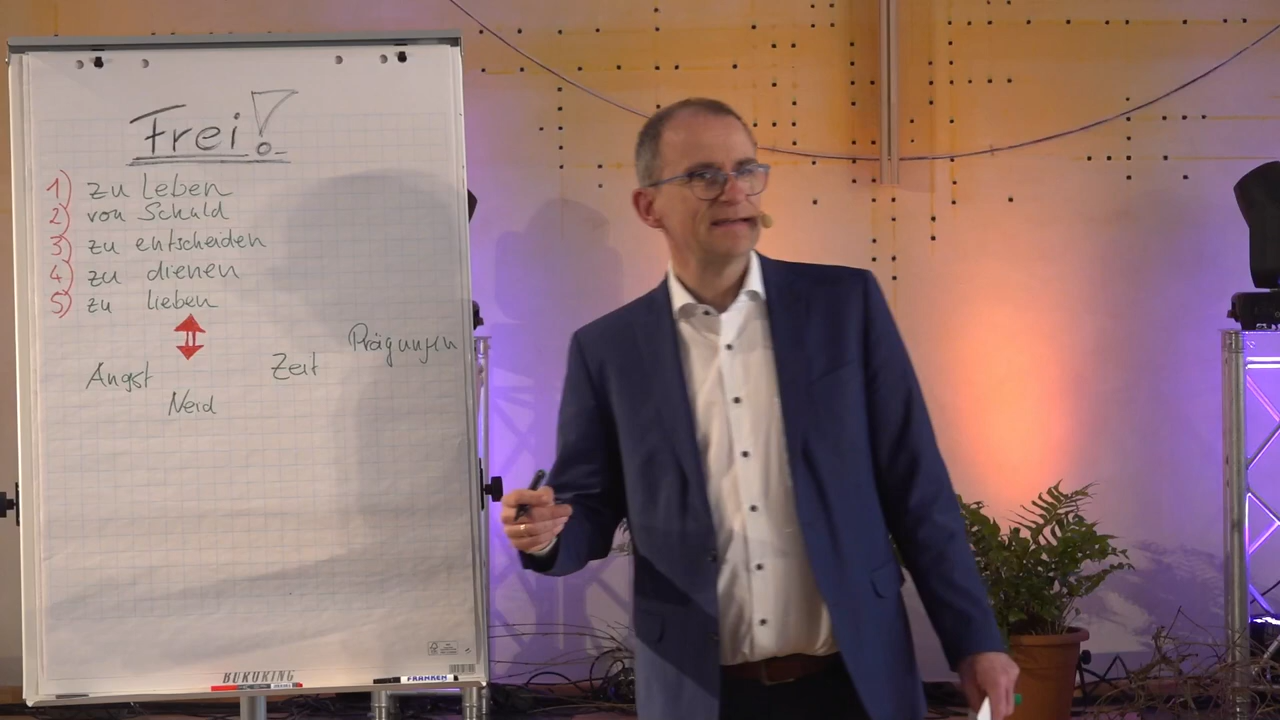 Frei!
1) zu Leben
2) von Schuld
3) zu entscheiden
4) zu dienen
5) zu lieben
Prägungen
Angst Zeit
Neid
BUKUKING
FRANKEN